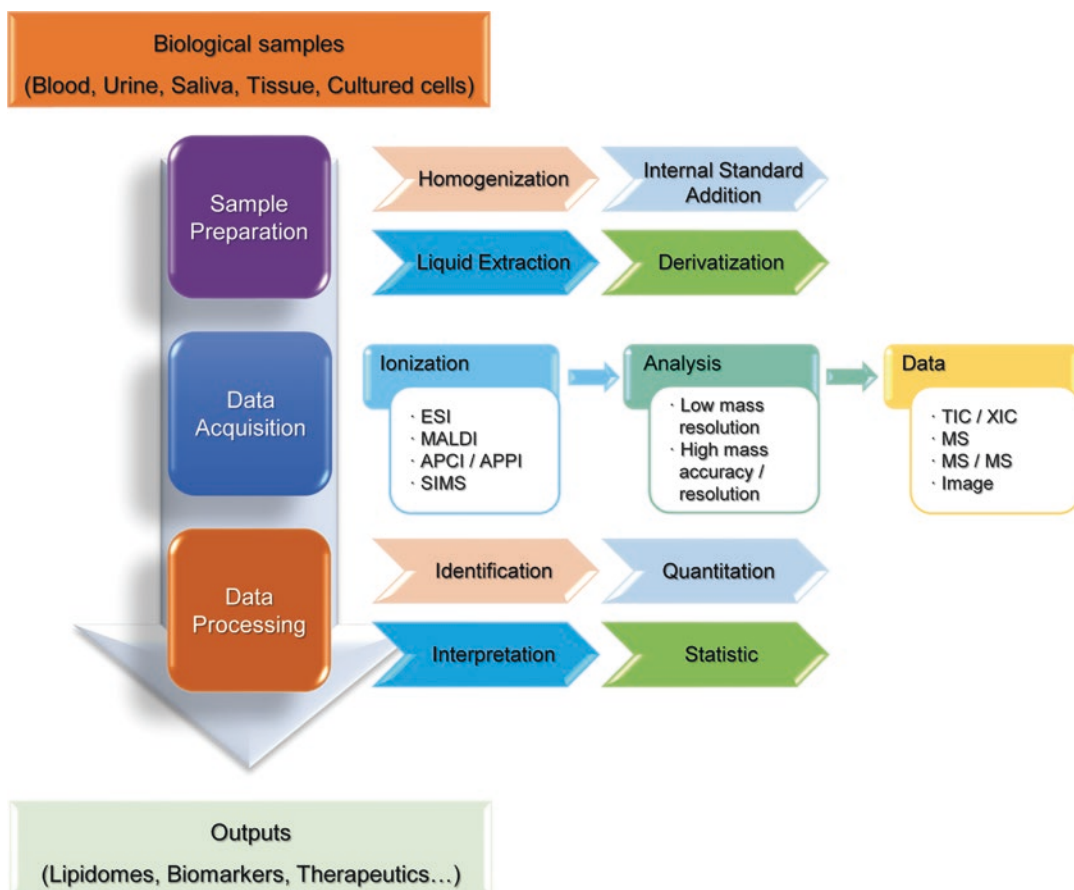 Biological samples
(Blood, Urine, Saliva, Tissue, Cultured cells)
Sample
Preparation
Homogenization
Internal Standard
Addition
Liquid Extraction
Derivatization
Data
Acquisition
Ionization
· ESI
· MALDI
· APCI / APPI
· SIMS
Analysis
· Low mass
resolution
· High mass
accuracy /
resolution
Data
· TIC / XIC
· MS
· MS / MS
· Image
Data
Processing
Identification
Quantitation
Interpretation
Statistic
Outputs
(Lipidomes, Biomarkers, Therapeutics…)